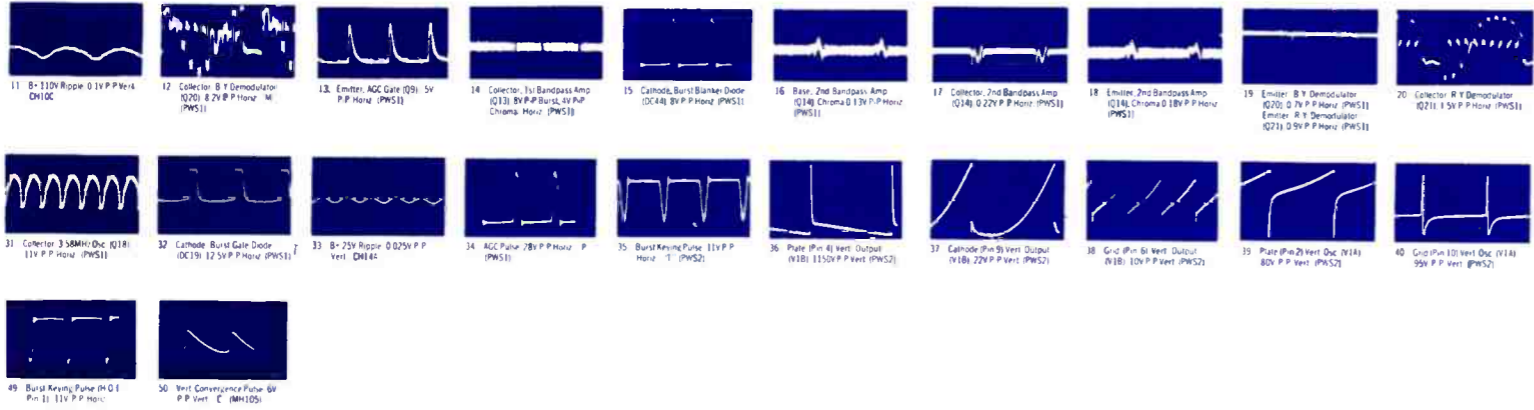 11 B+ 110V Ripple 0.1V P P Vert.
CH10C
12 Collector B Y Demodulator
(Q20) 8.2V P P Horiz M
(PWS1)
13. Emitter, AGC Gate (Q9) 5V
P.P Horiz (PWS1)
14 Collector, 1st Bandpass Amp
(Q13) 8V P-P Burst, 4V P-P
Chroma Horiz (PWS1)
15 Cathode, Burst Blanker Diode
(DC44) 8V P P Horiz (PWS1)
16 Base, 2nd Bandpass Amp
(Q14) Chroma 0.13V P-P Horiz
(PWS1)
17 Collector, 2nd Bandpass Amp
(Q14) 0.22V P P Horiz (PWS1)
18 Emitter, 2nd Bandpass Amp
(Q14) Chroma 0.18V P P Horiz
(PWS1)
19 Emitter B Y Demodulator
(Q20) 0.7V P P Horiz (PWS1)
Emitter R Y Demodulator
(Q21) 0.9V P P Horiz (PWS1)
20 Collector R Y Demodulator
(Q21) 1.5V P P Horiz (PWS1)
31 Collector 3.58MHz Osc (Q18)
11V P P Horiz (PWS1)
32 Cathode Burst Gate Diode
(DC19) 12.5V P P Horiz (PWS1)
33 B+ 25V Ripple 0.025V P P
Vert CH14A
34 AGC Pulse 28V P P Horiz P
(PWS1)
35 Burst Keying Pulse 11V P P
Horiz "T" (PWS2)
36 Plate (Pin 4) Vert Output
(V1B) 1150V P P Vert (PWS2)
37 Cathode (Pin 9) Vert Output
(V1B) 22V P P Vert (PWS2)
38 Grid (Pin 6) Vert Output
(V1B) 10V P P Vert (PWS2)
39 Plate (Pin 2) Vert Osc (V1A)
80V P P Vert (PWS2)
40 Grid (Pin 10) Vert Osc (V1A)
95V P P Vert (PWS2)
49 Burst Keying Pulse (H.O.T.
Pin 1) 11V P P Horiz
50 Vert Convergence Pulse 6V
P P Vert C (MH105)